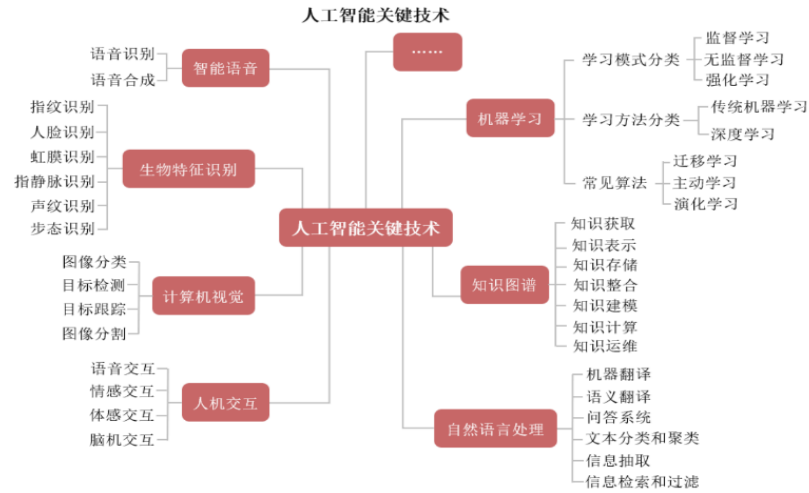 人工智能关键技术
人工智能关键技术
……
智能语音
语音识别
语音合成
生物特征识别
指纹识别
人脸识别
虹膜识别
指静脉识别
声纹识别
步态识别
计算机视觉
图像分类
目标检测
目标跟踪
图像分割
人机交互
语音交互
情感交互
体感交互
脑机交互
机器学习
学习模式分类
监督学习
无监督学习
强化学习
学习方法分类
传统机器学习
深度学习
常见算法
迁移学习
主动学习
演化学习
知识图谱
知识获取
知识表示
知识存储
知识整合
知识建模
知识计算
知识运维
自然语言处理
机器翻译
语义翻译
问答系统
文本分类和聚类
信息抽取
信息检索和过滤